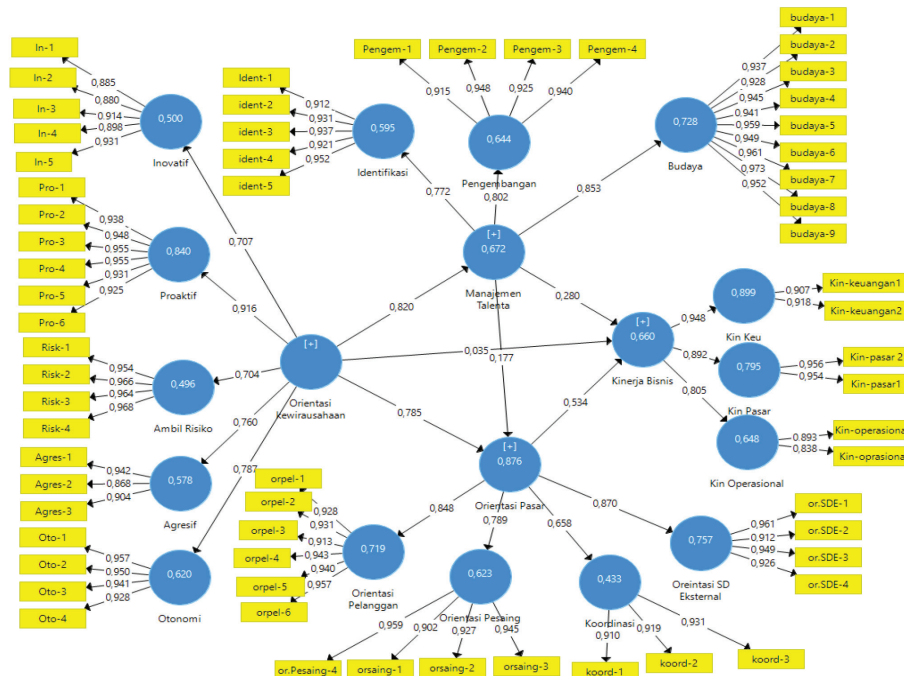 In-1
In-2
In-3
In-4
In-5
0,885
0,880
0,914
0,898
0,931
0,500
Inovatif
Pro-1
Pro-2
Pro-3
Pro-4
Pro-5
Pro-6
0,938
0,948
0,955
0,955
0,931
0,925
0,840
Proaktif
Risk-1
Risk-2
Risk-3
Risk-4
0,954
0,966
0,964
0,968
0,496
Ambil Risiko
Agres-1
Agres-2
Agres-3
0,942
0,868
0,904
0,578
Agresif
Oto-1
Oto-2
Oto-3
Oto-4
0,957
0,950
0,941
0,928
0,620
Otonomi
0,707
0,916
0,704
0,760
0,787
[+]
Orientasi
kewirausahaan
Ident-1
ident-2
ident-3
ident-4
ident-5
0,912
0,931
0,937
0,921
0,952
0,595
Identifikasi
Pengem-1
Pengem-2
Pengem-3
Pengem-4
0,915
0,948
0,925
0,940
0,644
Pengembangan
budaya-1
budaya-2
budaya-3
budaya-4
budaya-5
budaya-6
budaya-7
budaya-8
budaya-9
0,937
0,928
0,945
0,941
0,959
0,949
0,961
0,973
0,952
0,728
Budaya
0,772
0,802
0,853
[+]
0,672
Manajemen
Talenta
0,820
0,280
0,035
0,177
0,785
0,534
[+]
0,660
Kinerja Bisnis
0,948
0,892
0,805
0,899
Kin Keu
0,907
0,918
Kin-keuangan1
Kin-keuangan2
0,795
Kin Pasar
0,956
0,954
Kin-pasar 2
Kin-pasar1
0,648
Kin Operasional
0,893
0,838
Kin-operasiona
Kin-oprasiona
[+]
0,876
Orientasi Pasar
0,848
0,789
0,658
0,870
orpel-1
orpel-2
orpel-3
orpel-4
orpel-5
orpel-6
0,928
0,931
0,913
0,943
0,940
0,957
0,719
Orientasi
Pelanggan
0,623
Orientasi Pesaing
0,959
0,902
0,927
0,945
or.Pesaing-4
orsaing-1
orsaing-2
orsaing-3
0,433
Koordinasi
0,910
0,919
0,931
koord-1
koord-2
koord-3
0,757
Oreintasi SD
Eksternal
0,961
0,912
0,949
0,926
or.SDE-1
or.SDE-2
or.SDE-3
or.SDE-4